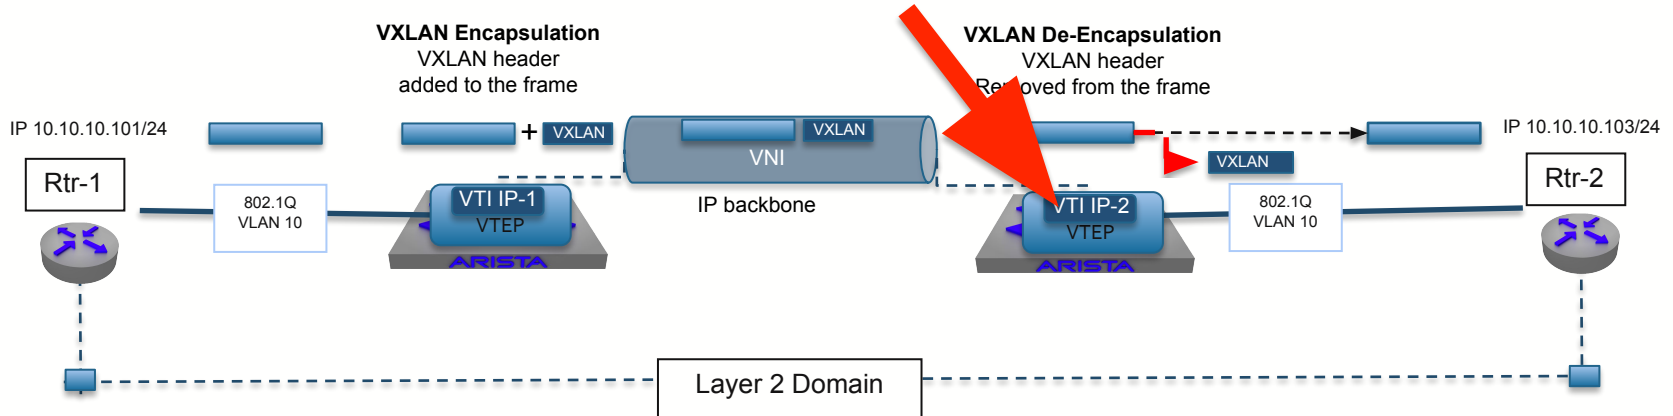 VXLAN Encapsulation
VXLAN header
added to the frame
VXLAN De-Encapsulation
VXLAN header
Removed from the frame
IP 10.10.10.101/24
+
VXLAN
VXLAN
VNI
IP backbone
VXLAN
IP 10.10.10.103/24
Rtr-1
802.1Q
VLAN 10
VTI IP-1
VTEP
ARISTA
VTI IP-2
VTEP
ARISTA
802.1Q
VLAN 10
Rtr-2
Layer 2 Domain